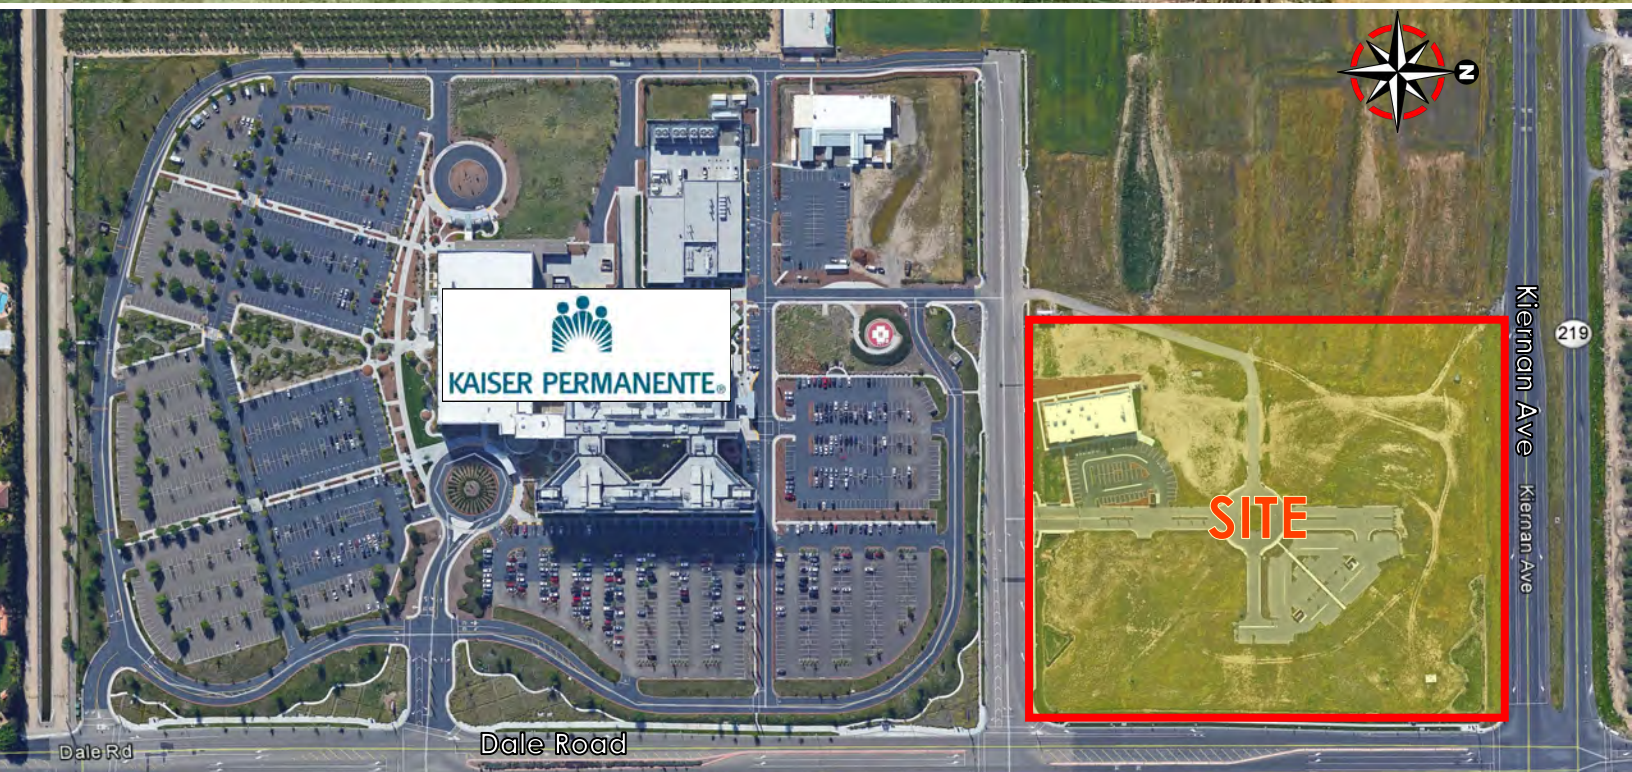 N
Kiernan Ave
219
KAISER PERMANENTE®
SITE
Kiernan Ave
Dale Road
Dale Rd